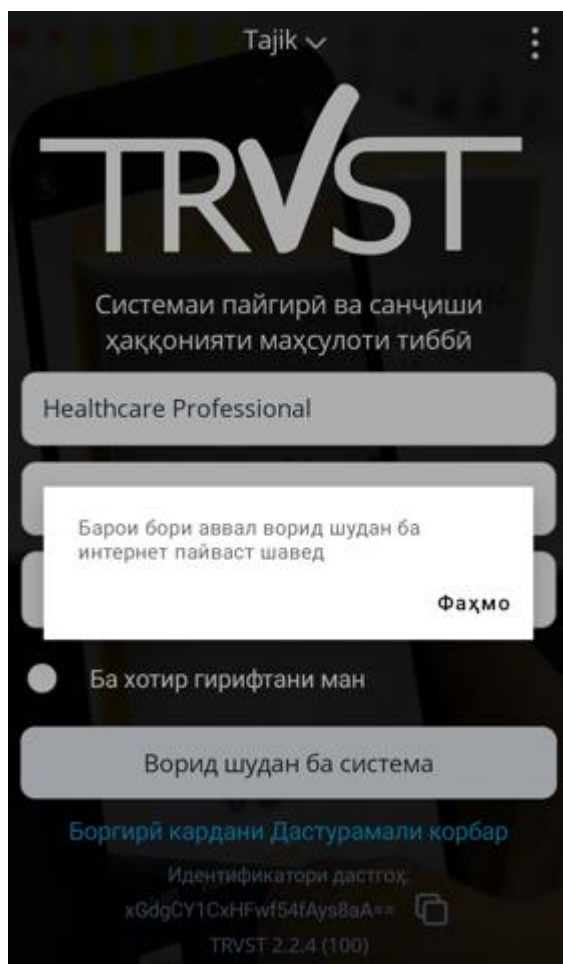 Tajik
TRVST
Системаи пайгирӣ ва санҷиши
ҳаққонияти маҳсулоти тиббӣ
Healthcare Professional
Барои бори аввал ворид шудан ба
интернет пайваст шавед
Фаҳмо
Ба хотир гирифтани ман
Ворид шудан ба система
Боргирӣ кардани Дастурамали корбар
Идентификатори дастгоҳ:
xGdgCY1CxHFwf54fAys8aA==
TRVST 2.2.4 (100)